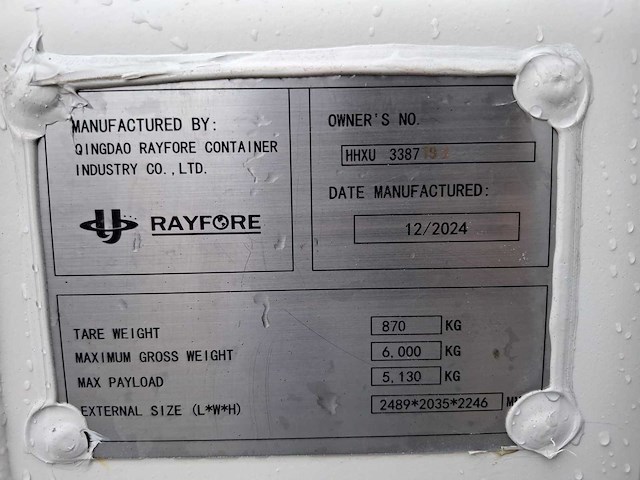 MANUFACTURED BY:
QINGDAO RAYFORE CONTAINER
INDUSTRY CO.,LTD.
RAYFORE
OWNER'S NO.
HHXU 3387
DATE MANUFACTURED:
12/2024
TARE WEIGHT 870 KG
MAXIMUM GROSS WEIGHT 6,000 KG
MAX PAYLOAD 5,130 KG
EXTERNAL SIZE (L*W*H) 2489*2035*2246